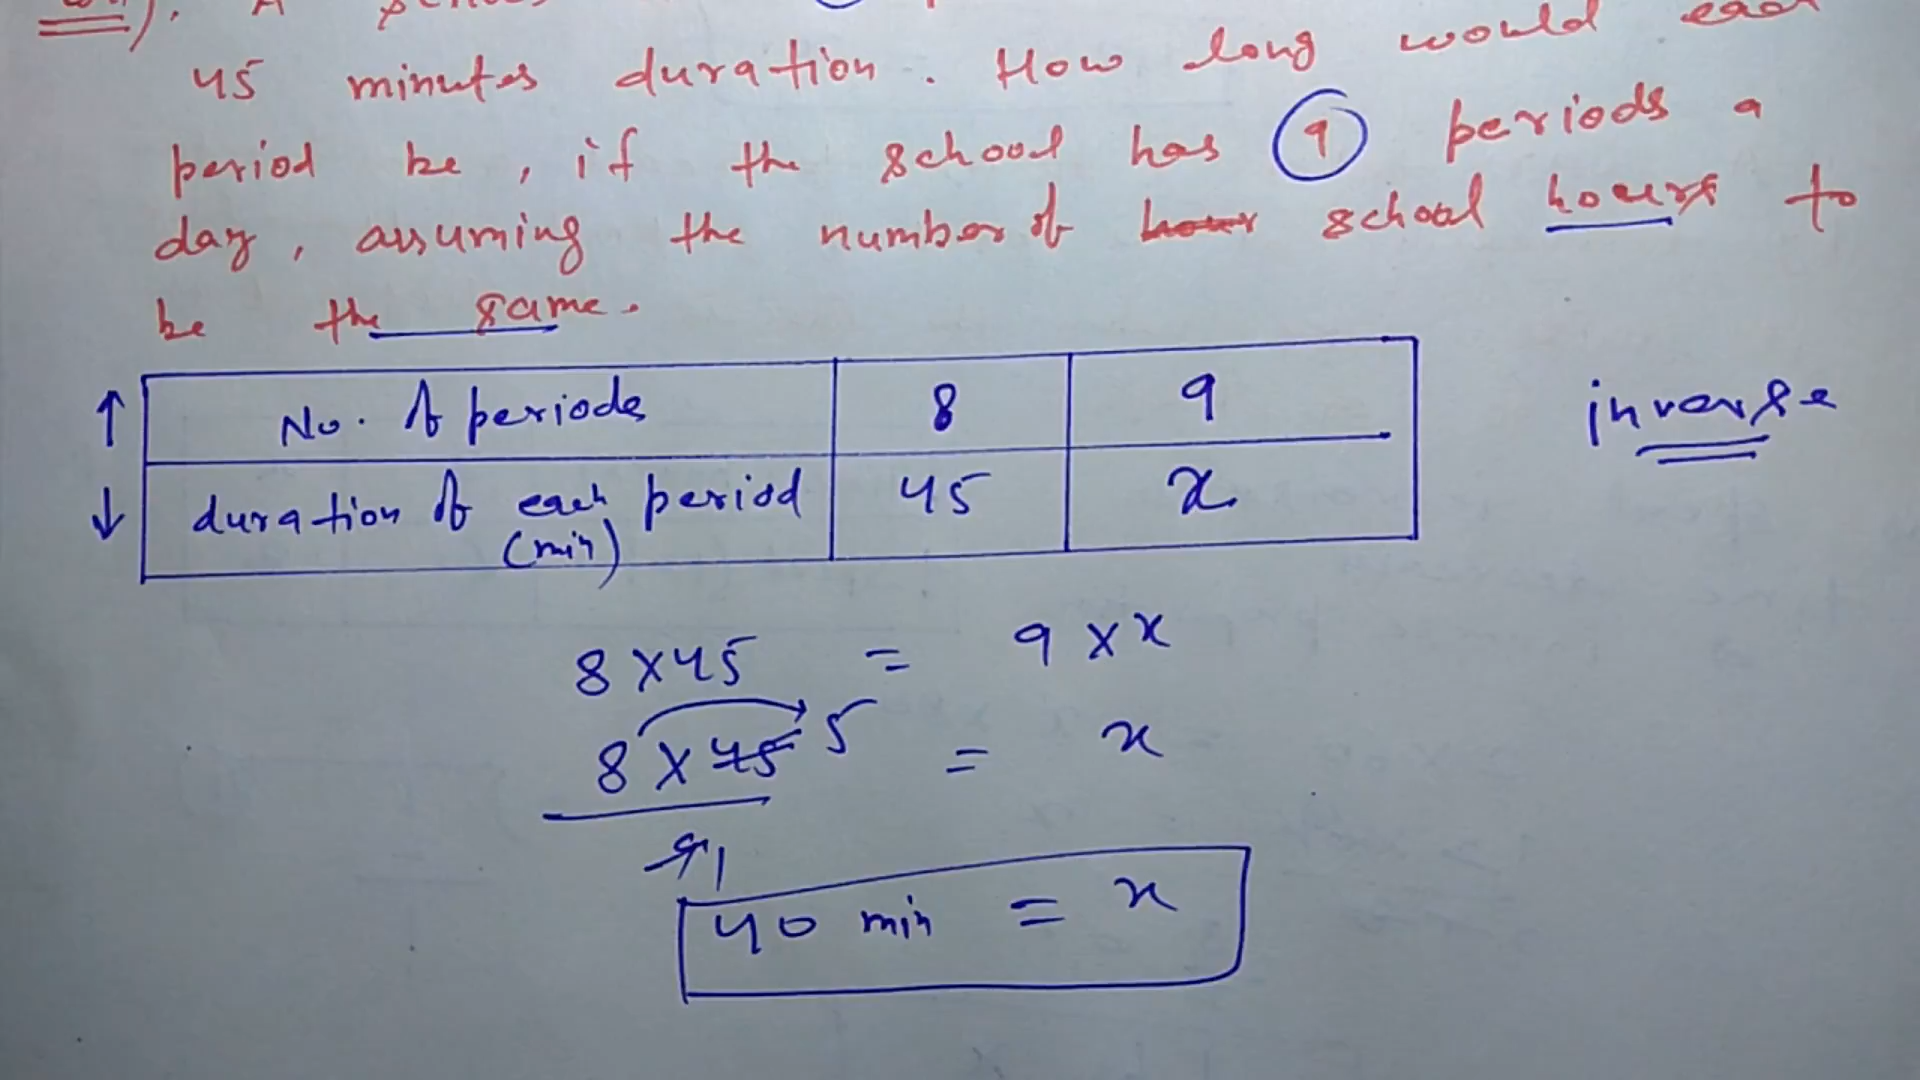 45 minutes duration. How long would each
period be, if the school has 9 periods a
day, assuming the number of hour school hours to
be the same.
↑ No. of periods 8 9
inverse
↓ duration of each period 45 x
(min)
8 × 45 = 9 × x
8 × 45 5 = x
9 1
40 min = x